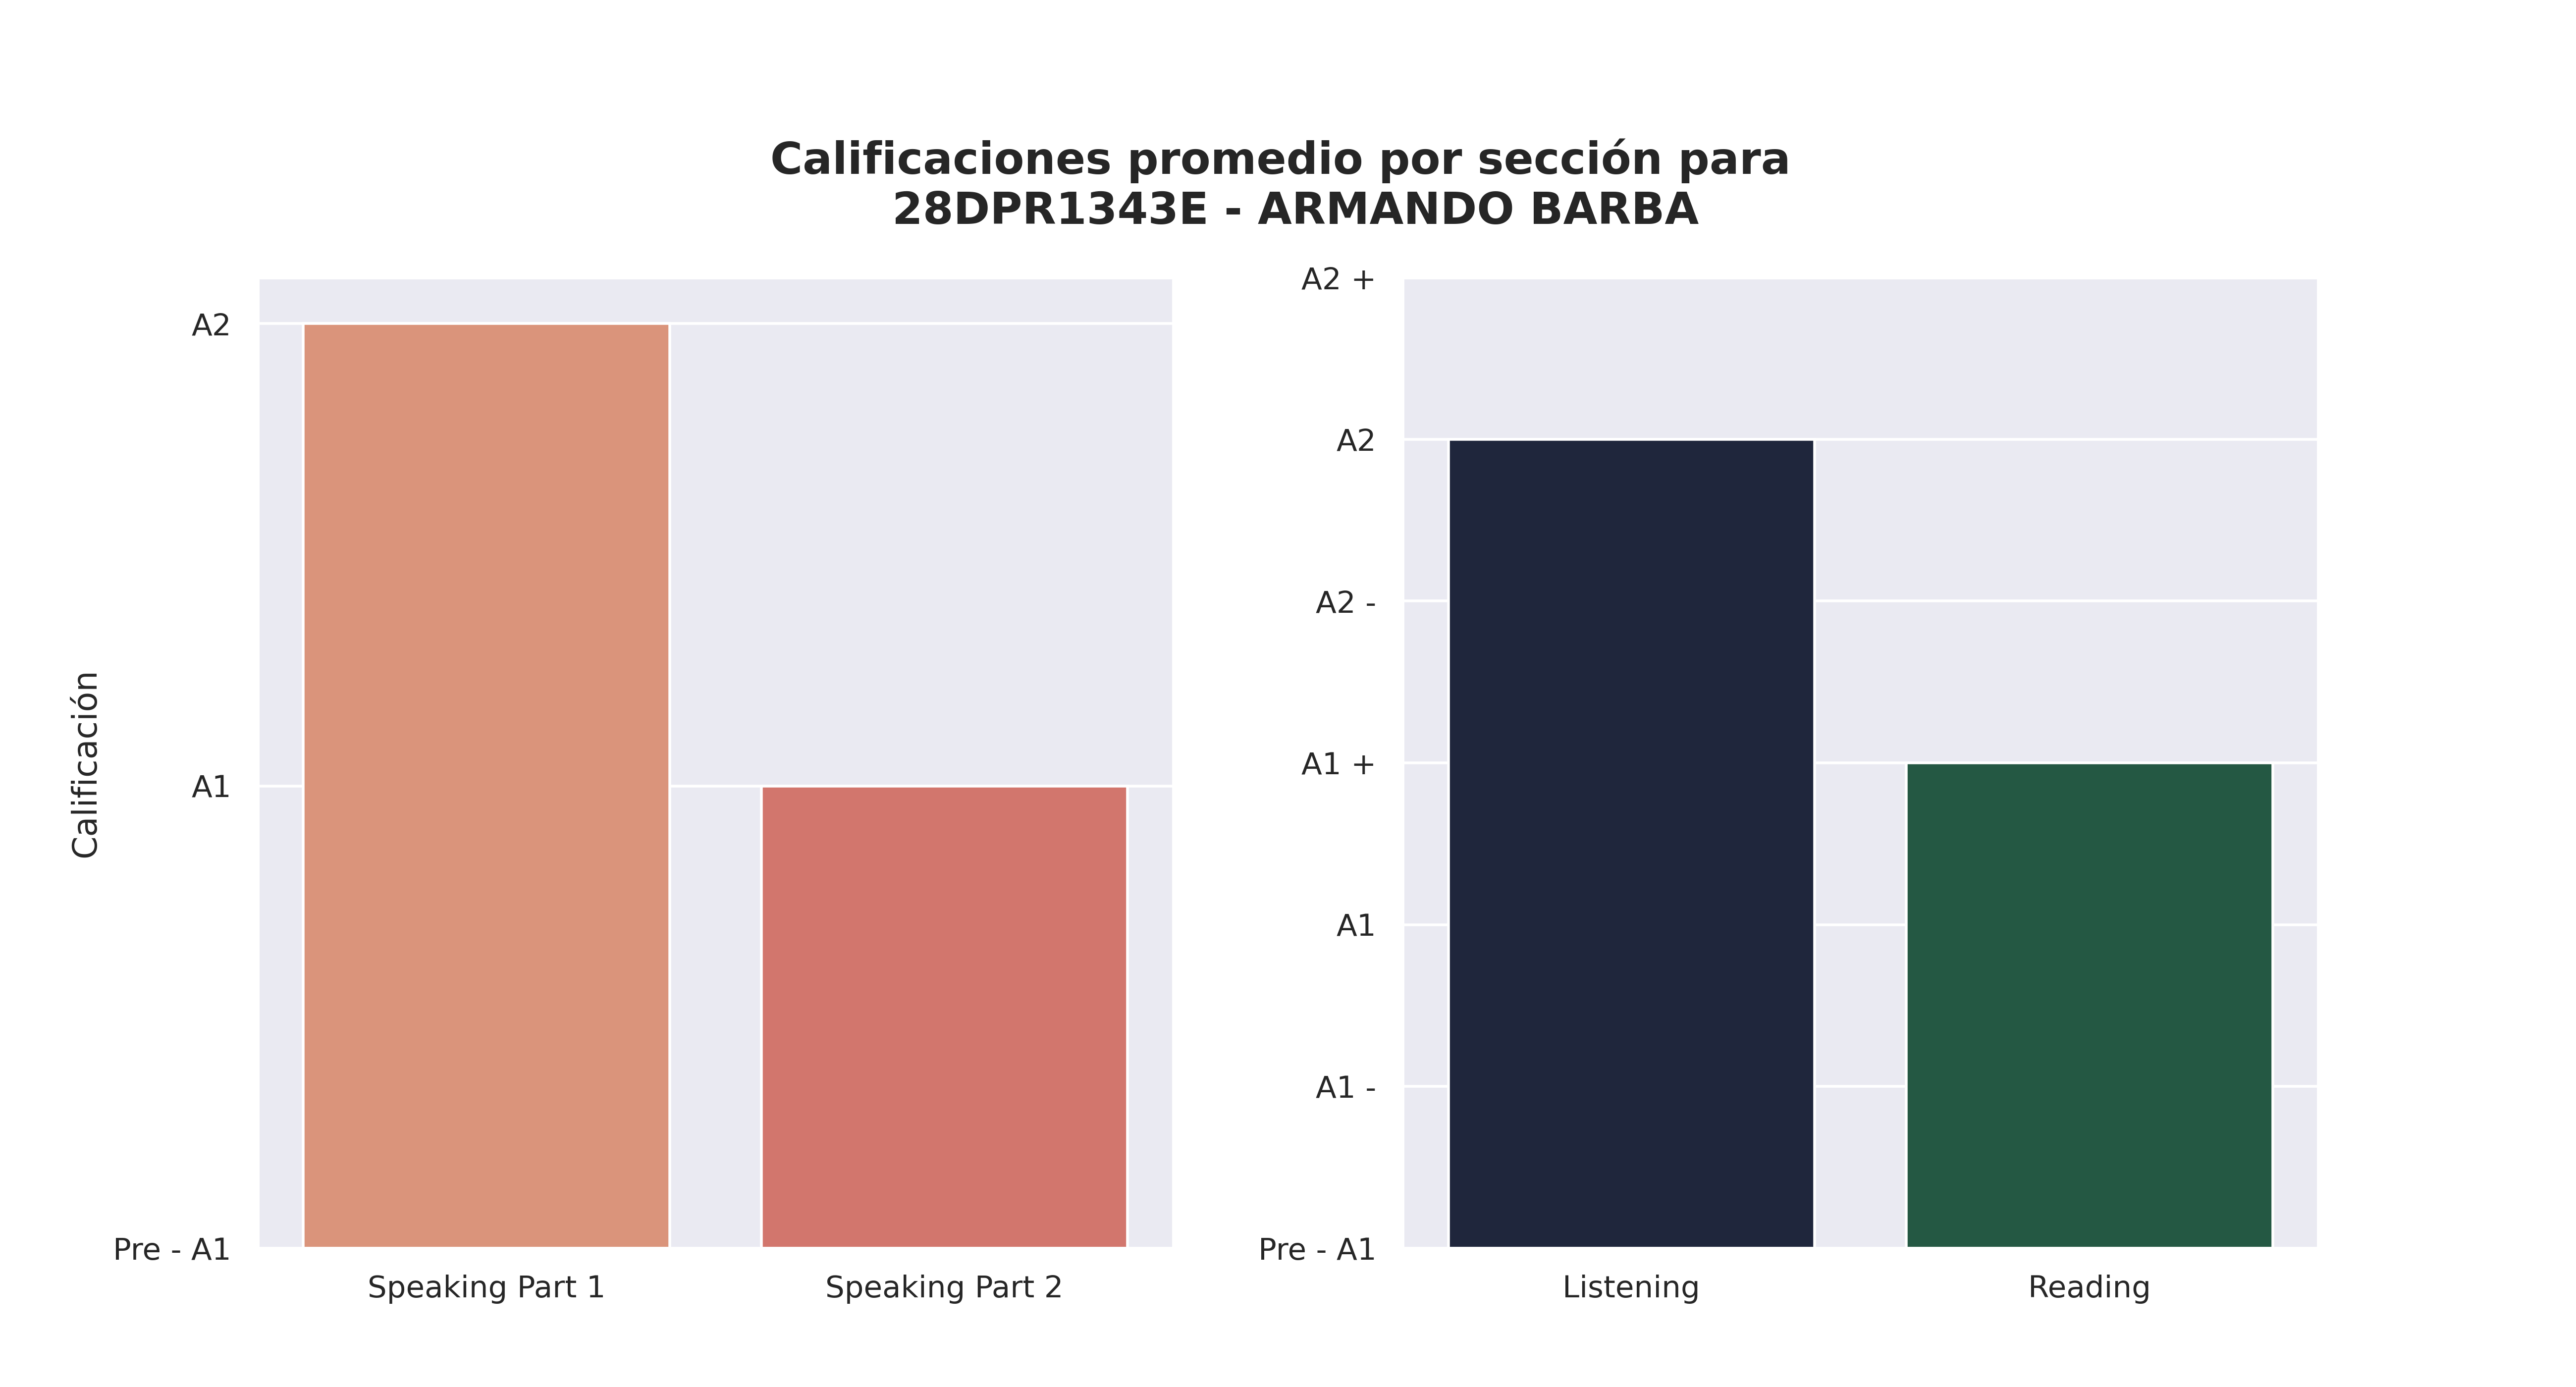 Calificaciones promedio por sección para
28DPR1343E - ARMANDO BARBA
Calificación
A2
A1
Pre - A1
Speaking Part 1
Speaking Part 2
A2 +
A2
A2 -
A1 +
A1
A1 -
Pre - A1
Listening
Reading